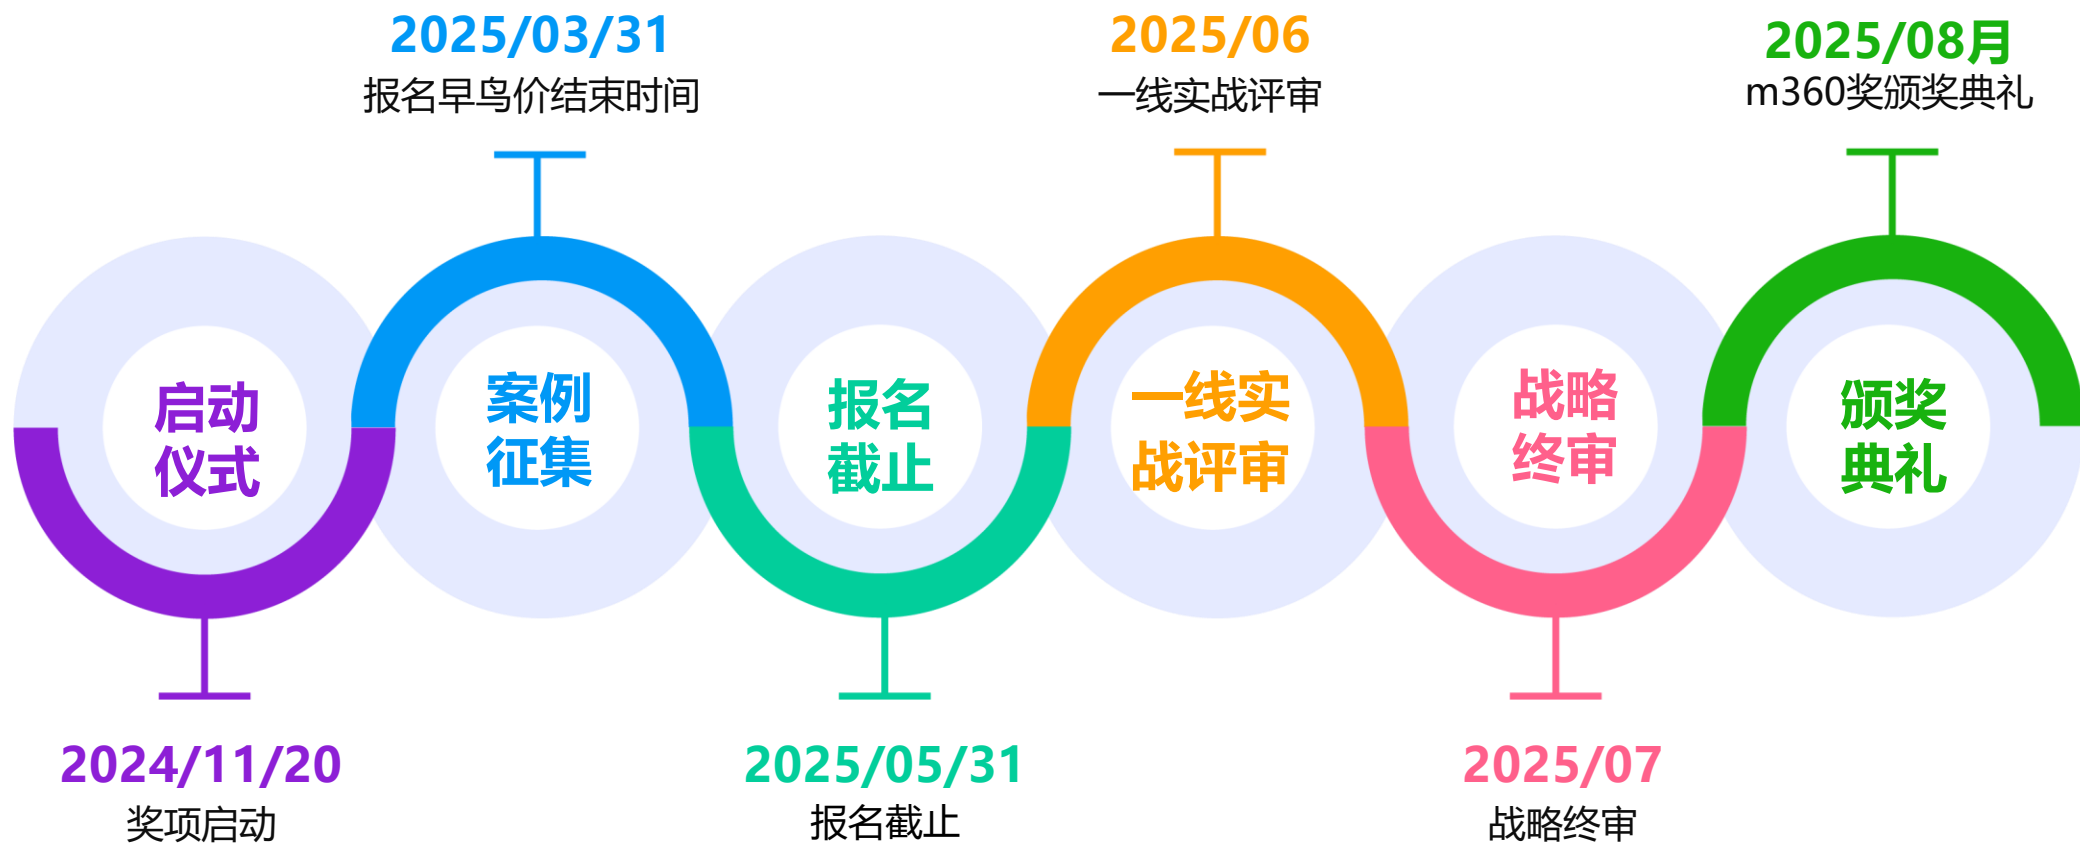 2025/03/31
报名早鸟价结束时间
2025/06
一线实战评审
2025/08月
m360奖颁奖典礼
启动
仪式
案例
征集
报名
截止
一线实
战评审
战略
终审
颁奖
典礼
2024/11/20
奖项启动
2025/05/31
报名截止
2025/07
战略终审